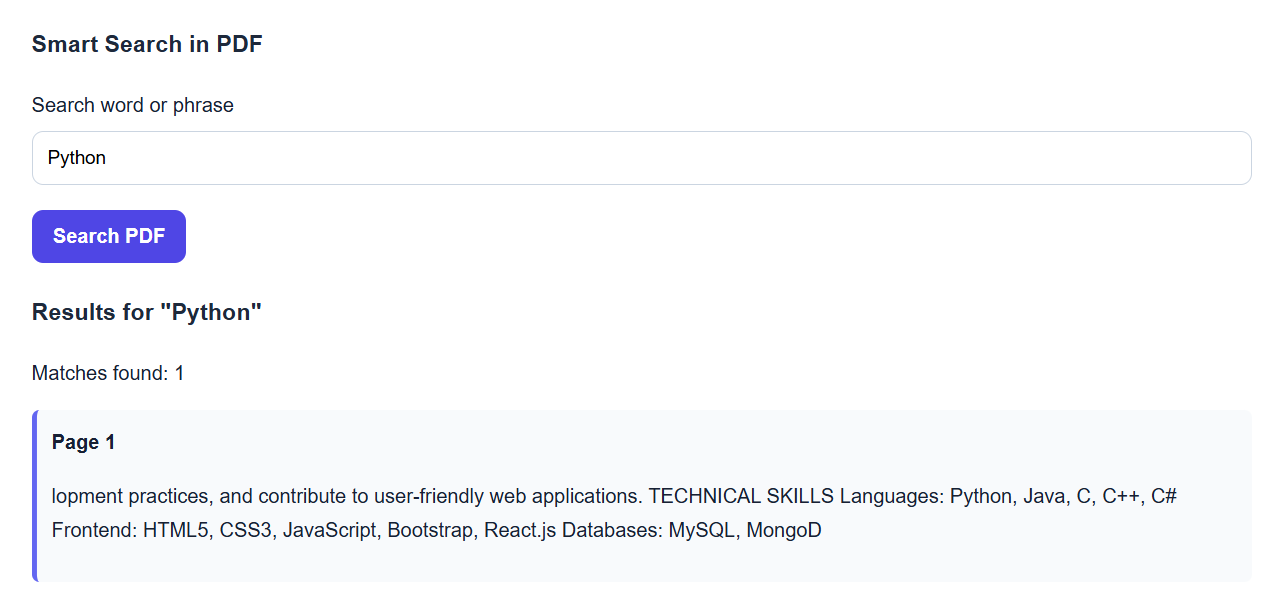 Smart Search in PDF
Search word or phrase
Python
Search PDF
Results for "Python"
Matches found: 1
Page 1
lopment practices, and contribute to user-friendly web applications. TECHNICAL SKILLS Languages: Python, Java, C, C++, C#
Frontend: HTML5, CSS3, JavaScript, Bootstrap, React.js Databases: MySQL, MongoD